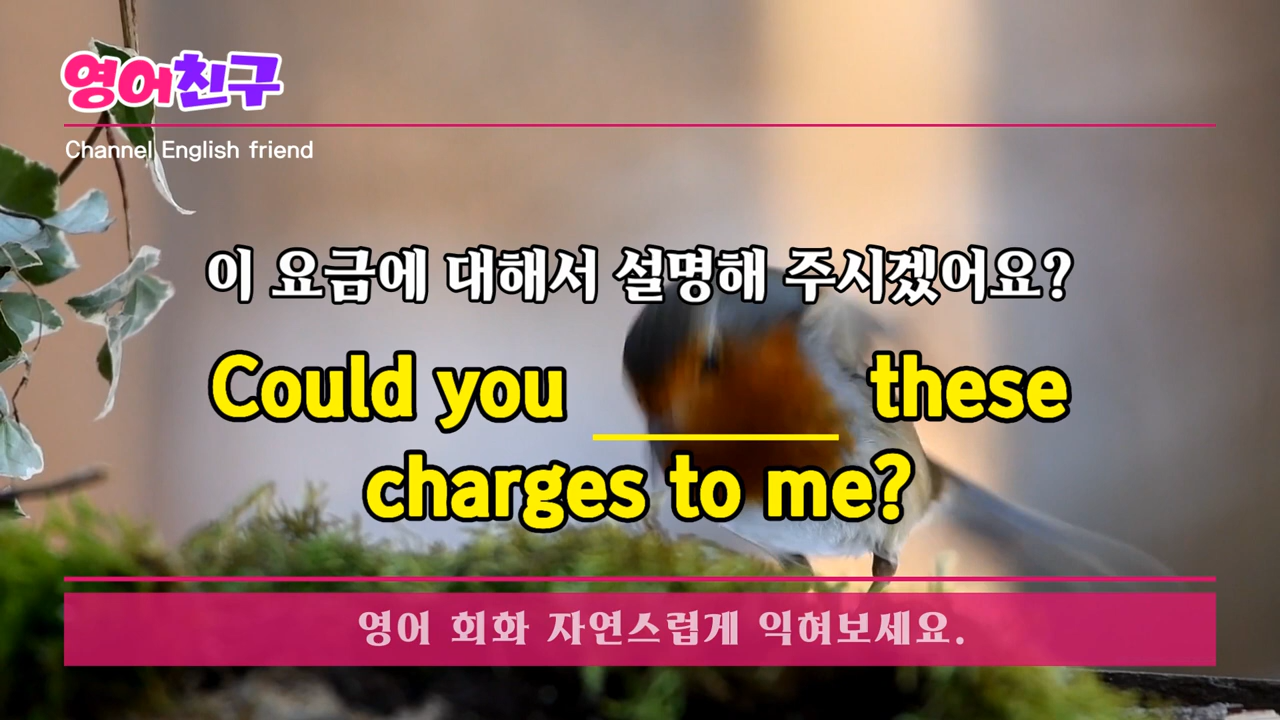 영어친구
Channel English friend
이 요금에 대해서 설명해 주시겠어요?
Could you ________ these
charges to me?
영어 회화 자연스럽게 익혀보세요.